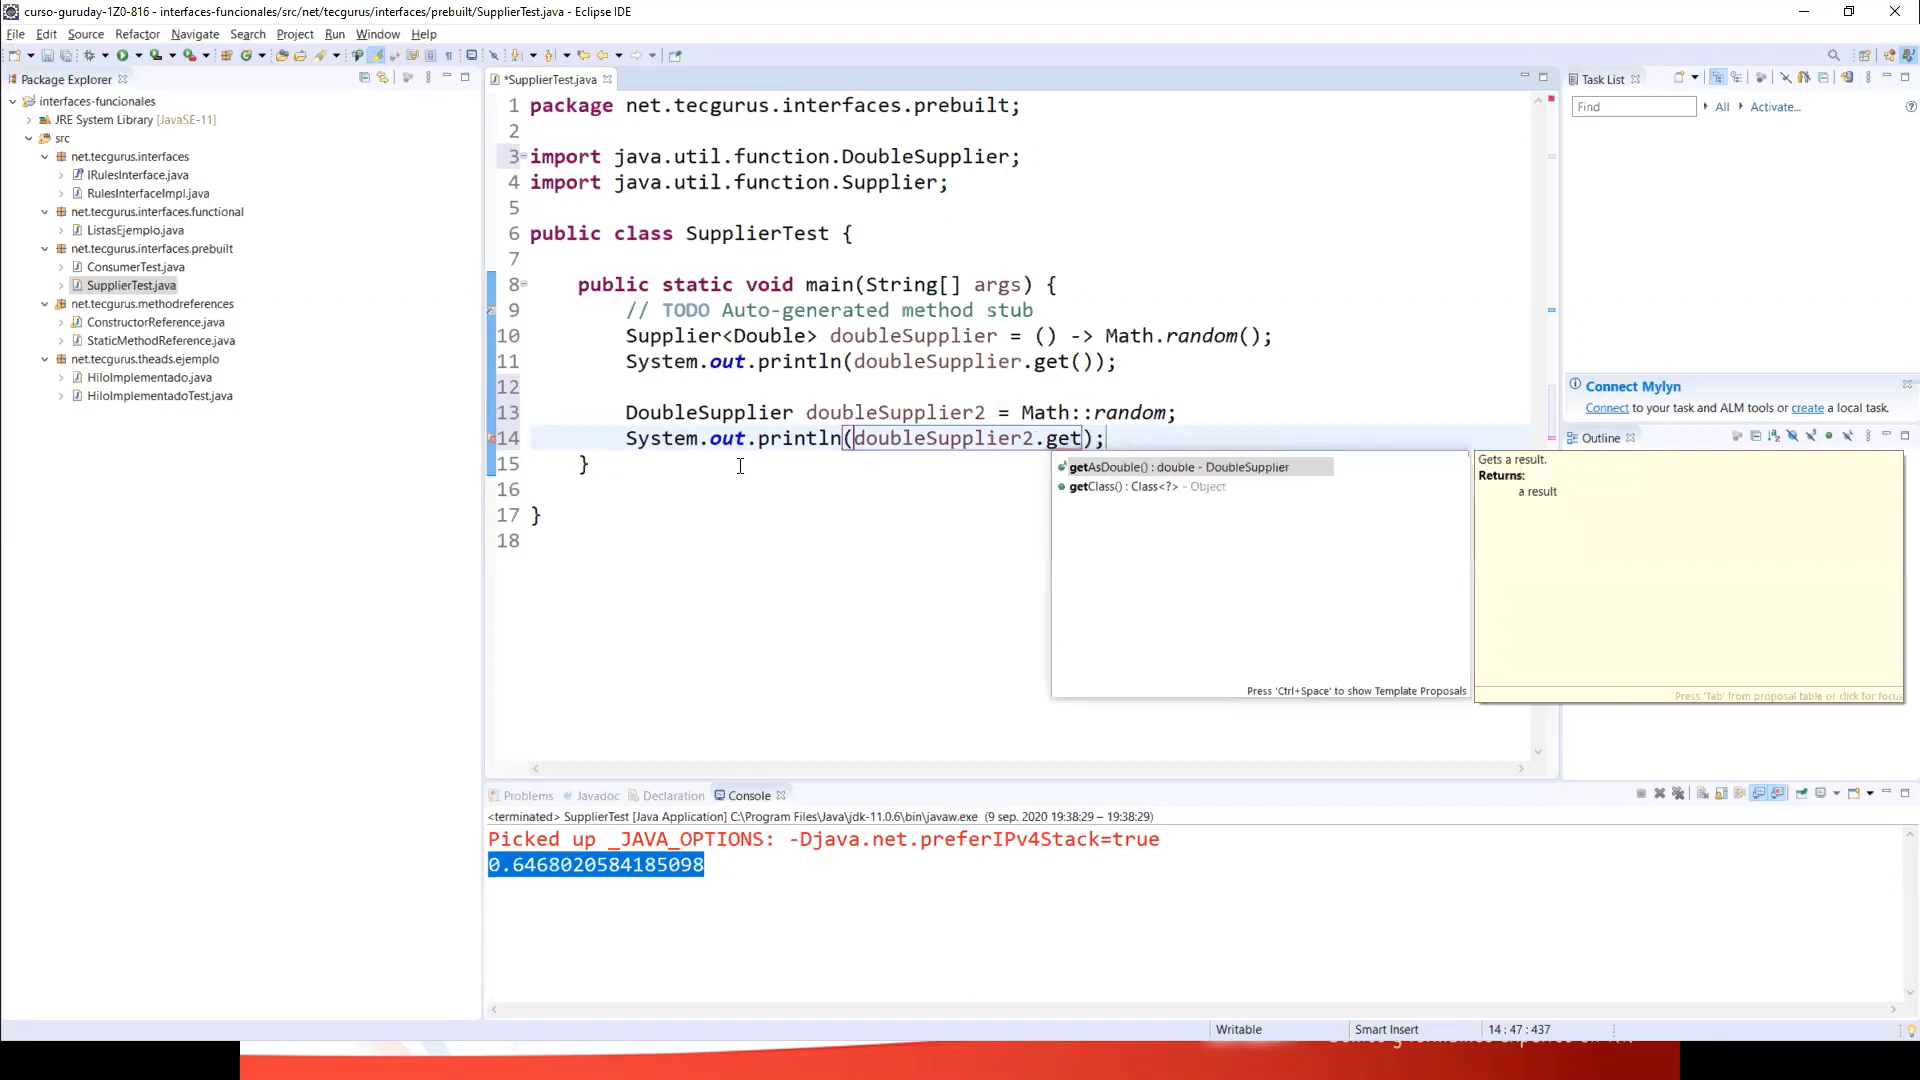 curso-guruday-1Z0-816 - interfaces-funcionales/src/net/tecgurus/interfaces/prebuilt/SupplierTest.java - Eclipse IDE
File Edit Source Refactor Navigate Search Project Run Window Help
Package Explorer
interfaces-funcionales
JRE System Library [JavaSE-11]
src
net.tecgurus.interfaces
IRulesInterface.java
RulesInterfaceImpl.java
net.tecgurus.interfaces.functional
ListasEjemplo.java
net.tecgurus.interfaces.prebuilt
ConsumerTest.java
SupplierTest.java
net.tecgurus.methodreferences
ConstructorReference.java
StaticMethodReference.java
net.tecgurus.theads.ejemplo
HiloImplementado.java
HiloImplementadoTest.java
*SupplierTest.java
1 package net.tecgurus.interfaces.prebuilt;
2
3 import java.util.function.DoubleSupplier;
4 import java.util.function.Supplier;
5
6 public class SupplierTest {
7
8 public static void main(String[] args) {
9 // TODO Auto-generated method stub
10 Supplier<Double> doubleSupplier = () -> Math.random();
11 System.out.println(doubleSupplier.get());
12
13 DoubleSupplier doubleSupplier2 = Math::random;
14 System.out.println(doubleSupplier2.get);
15 }
16
17 }
18
getAsDouble() : double - DoubleSupplier
getClass() : Class<?> - Object
Press 'Ctrl+Space' to show Template Proposals
Gets a result.
Returns:
a result
Press 'Tab' from proposal table or click for focus
Task List
Find
All
Activate...
Connect Mylyn
Connect to your task and ALM tools or create a local task.
Outline
Problems Javadoc Declaration Console
<terminated> SupplierTest [Java Application] C:\Program Files\Java\jdk-11.0.6\bin\javaw.exe (9 sep. 2020 19:38:29 – 19:38:29)
Picked up _JAVA_OPTIONS: -Djava.net.preferIPv4Stack=true
0.6468020584185098
Writable
Smart Insert
14 : 47 : 437